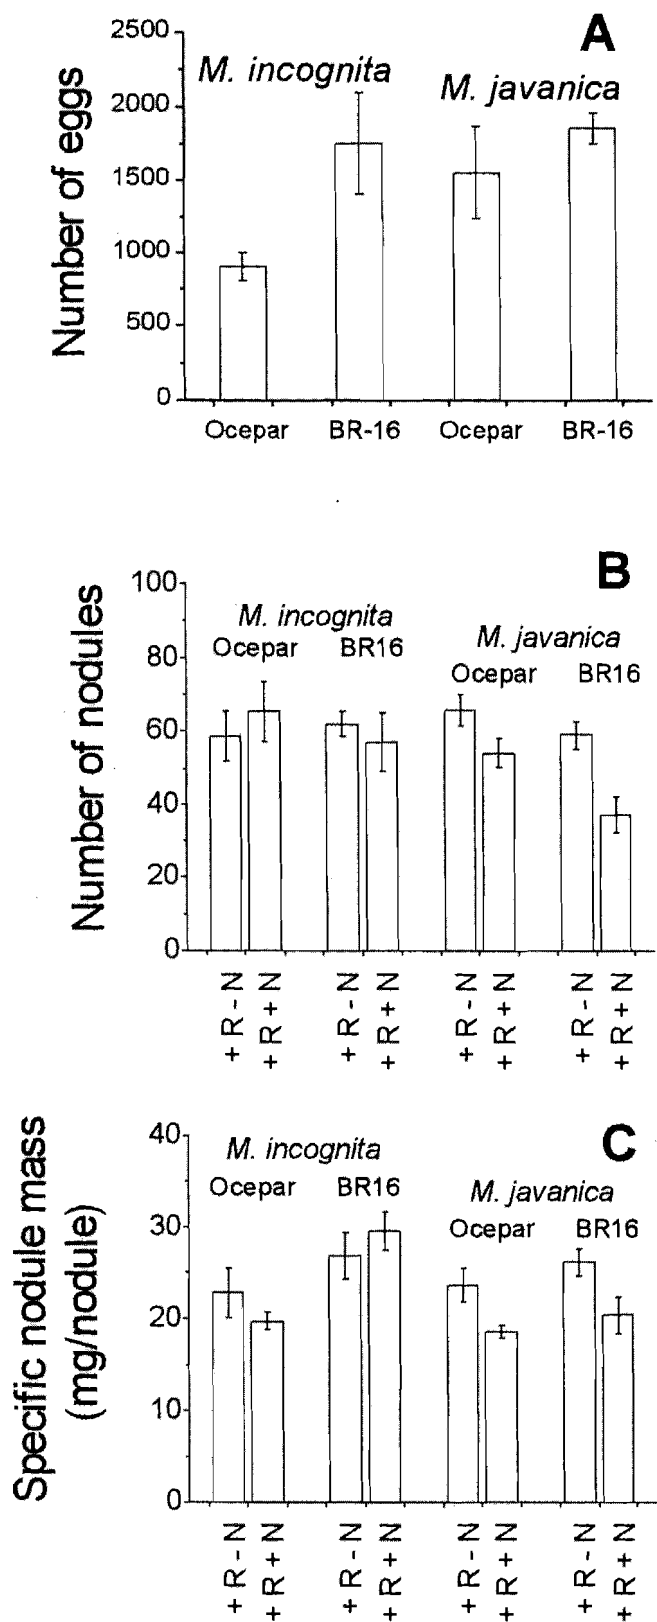 A
M. incognita
M. javanica
Number of eggs
2500
2000
1500
1000
500
0
Ocepar
BR-16
Ocepar
BR-16
B
M. incognita
Ocepar
BR16
M. javanica
Ocepar
BR16
Number of nodules
100
80
60
40
20
0
+ R - N
+ R + N
+ R - N
+ R + N
+ R - N
+ R + N
+ R - N
+ R + N
C
M. incognita
Ocepar
BR16
M. javanica
Ocepar
BR16
Specific nodule mass
(mg/nodule)
40
30
20
10
0
+ R - N
+ R + N
+ R - N
+ R + N
+ R - N
+ R + N
+ R - N
+ R + N